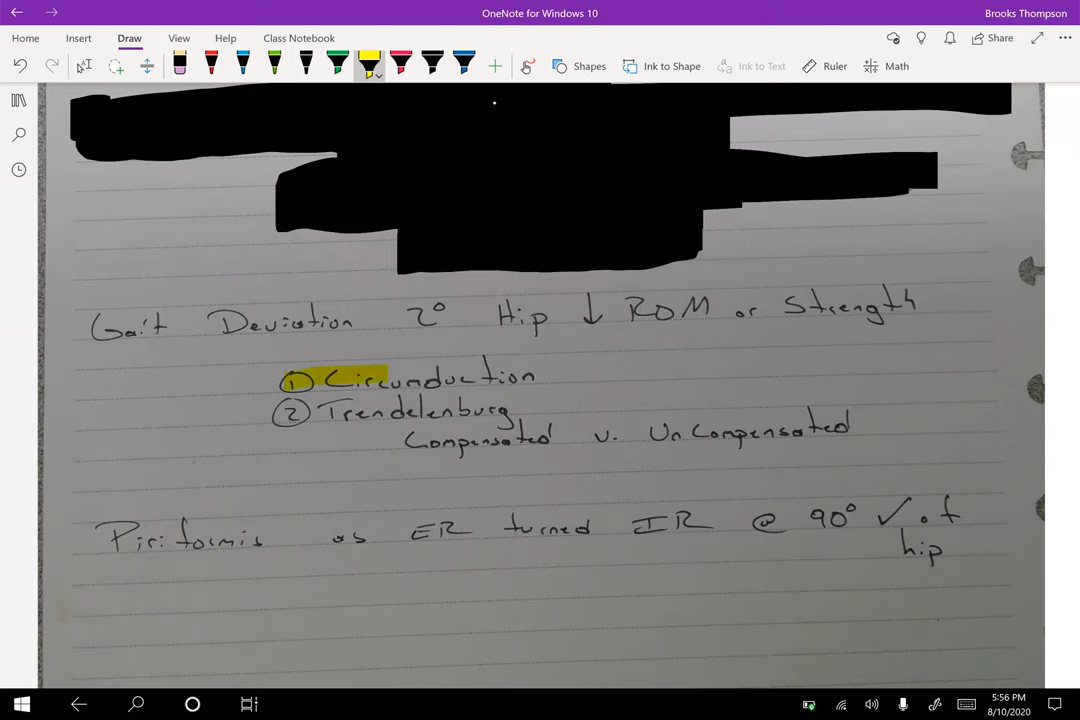 OneNote for Windows 10
Brooks Thompson
Home Insert Draw View Help Class Notebook Share
Shapes Ink to Shape Ink to Text Ruler Math
Gait Deviation 2° Hip ↓ ROM or Strength
① Circumduction
② Trendelenburg
Compensated v. UnCompensated
Piriformis as ER turned IR @ 90° ✓ of
hip
5:56 PM
8/10/2020